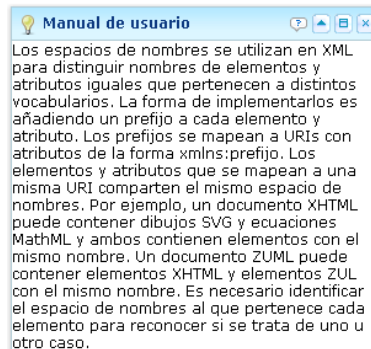 Manual de usuario
Los espacios de nombres se utilizan en XML
para distinguir nombres de elementos y
atributos iguales que pertenecen a distintos
vocabularios. La forma de implementarlos es
añadiendo un prefijo a cada elemento y
atributo. Los prefijos se mapean a URIs con
atributos de la forma xmlns:prefijo. Los
elementos y atributos que se mapean a una
misma URI comparten el mismo espacio de
nombres. Por ejemplo, un documento XHTML
puede contener dibujos SVG y ecuaciones
MathML y ambos contienen elementos con el
mismo nombre. Un documento ZUML puede
contener elementos XHTML y elementos ZUL
con el mismo nombre. Es necesario identificar
el espacio de nombres al que pertenece cada
elemento para reconocer si se trata de uno u
otro caso.